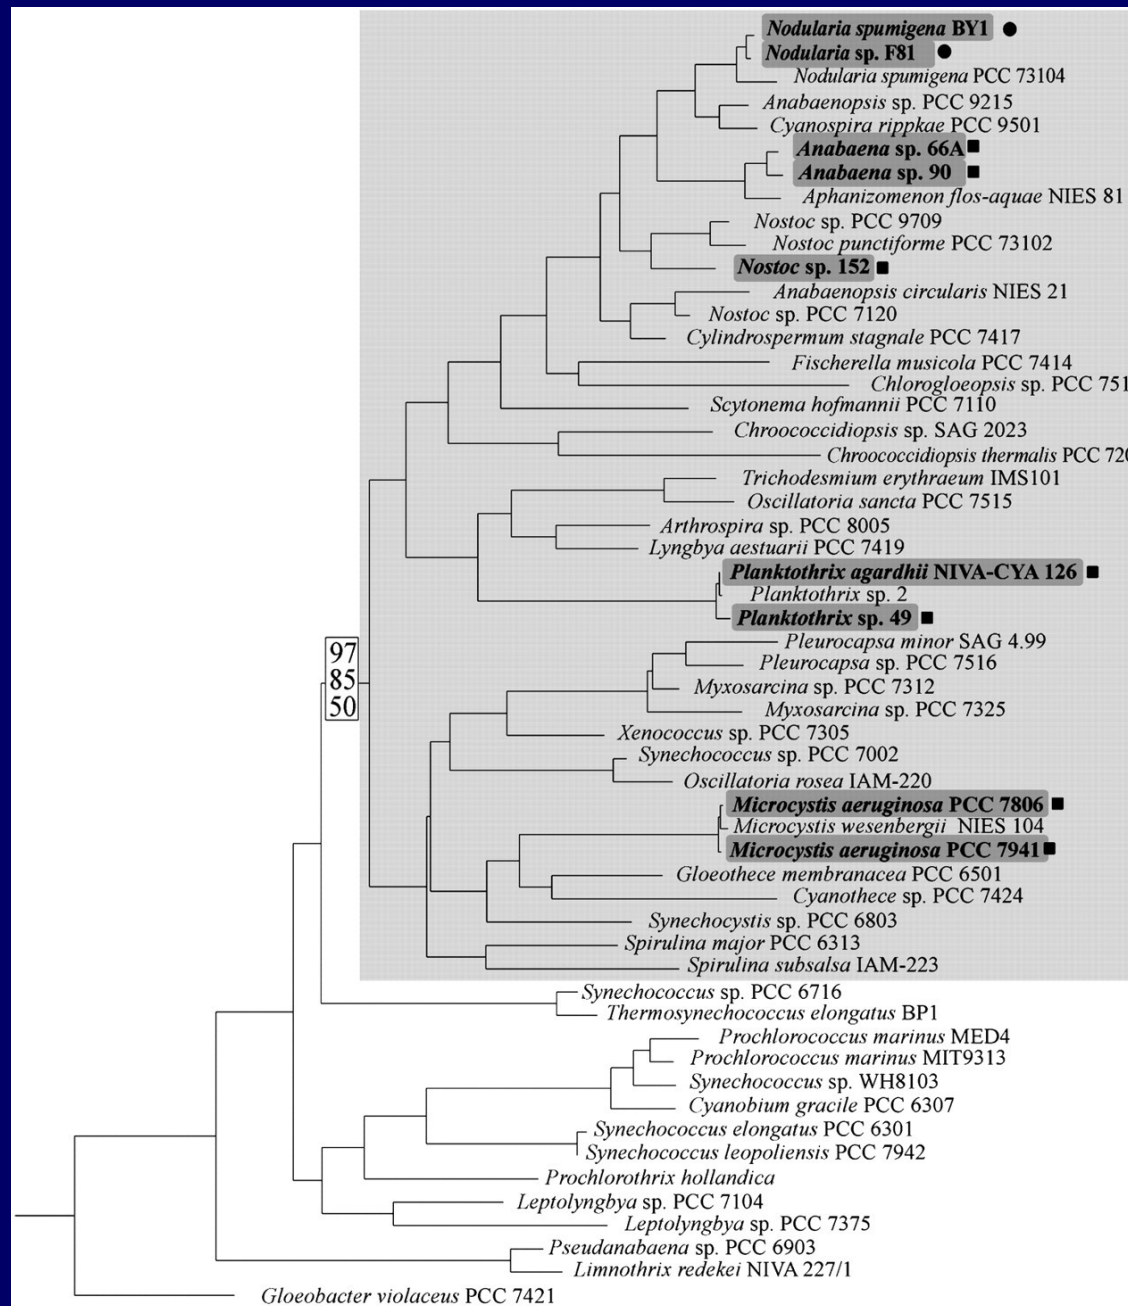 Nodularia spumigena BY1
Nodularia sp. F81
Nodularia spumigena PCC 73104
Anabaenopsis sp. PCC 9215
Cyanospira rippkae PCC 9501
Anabaena sp. 66A
Anabaena sp. 90
Aphanizomenon flos-aquae NIES 81
Nostoc sp. PCC 9709
Nostoc punctiforme PCC 73102
Nostoc sp. 152
Anabaenopsis circularis NIES 21
Nostoc sp. PCC 7120
Cylindrospermum stagnale PCC 7417
Fischerella musicola PCC 7414
Chlorogloeopsis sp. PCC 751
Scytonema hofmannii PCC 7110
Chroococcidiopsis sp. SAG 2023
Chroococcidiopsis thermalis PCC 720
Trichodesmium erythraeum IMS101
Oscillatoria sancta PCC 7515
Arthrospira sp. PCC 8005
Lyngbya aestuarii PCC 7419
Planktothrix agardhii NIVA-CYA 126
Planktothrix sp. 2
Planktothrix sp. 49
Pleurocapsa minor SAG 4.99
97
Pleurocapsa sp. PCC 7516
85
Myxosarcina sp. PCC 7312
50
Myxosarcina sp. PCC 7325
Xenococcus sp. PCC 7305
Synechococcus sp. PCC 7002
Oscillatoria rosea IAM-220
Microcystis aeruginosa PCC 7806
Microcystis wesenbergii NIES 104
Microcystis aeruginosa PCC 7941
Gloeothece membranacea PCC 6501
Cyanothece sp. PCC 7424
Synechocystis sp. PCC 6803
Spirulina major PCC 6313
Spirulina subsalsa IAM-223
Synechococcus sp. PCC 6716
Thermosynechococcus elongatus BP1
Prochlorococcus marinus MED4
Prochlorococcus marinus MIT9313
Synechococcus sp. WH8103
Cyanobium gracile PCC 6307
Synechococcus elongatus PCC 6301
Synechococcus leopoliensis PCC 7942
Prochlorothrix hollandica
Leptolyngbya sp. PCC 7104
Leptolyngbya sp. PCC 7375
Pseudanabaena sp. PCC 6903
Limnothrix redekei NIVA 227/1
Gloeobacter violaceus PCC 7421